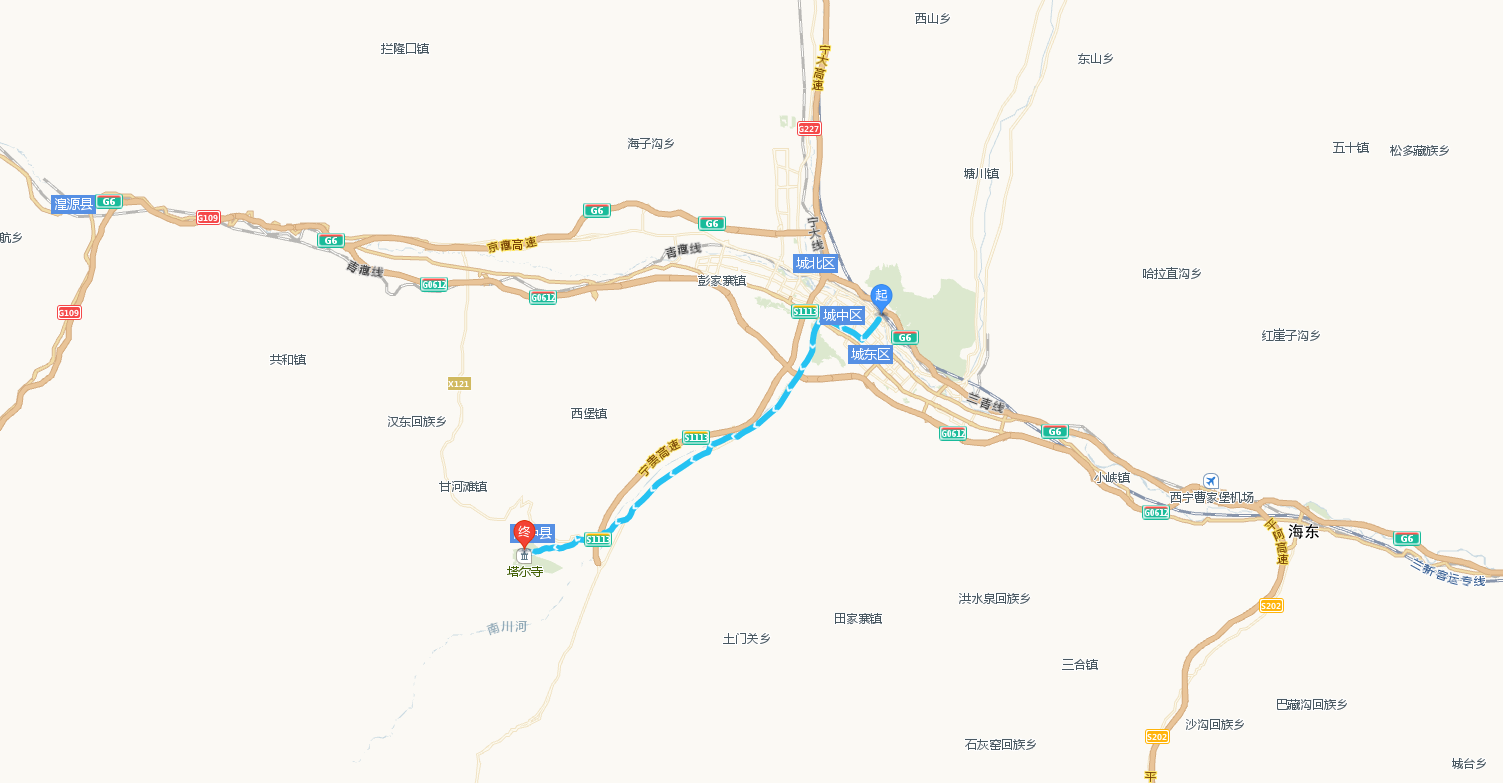 西山乡
拦隆口镇
宁大高速
东山乡
G227
海子沟乡
五十镇
松多藏族乡
塘川镇
湟源县
G6
G109
G6
G6
宁大线
航乡
G6
京藏高速
青藏线
城北区
青藏线
哈拉直沟乡
彭家寨镇
G0612
G0612
起
G109
S1113
城中区
G6
红崖子沟乡
城东区
共和镇
X121
兰青线
西堡镇
汉东回族乡
G0612
G6
S1113
宁贵高速
小峡镇
甘河滩镇
西宁曹家堡机场
G0612
终
县
S1113
平阿高速
海东
G6
塔尔寺
兰新客运专线
洪水泉回族乡
S202
田家寨镇
南川河
土门关乡
三合镇
巴藏沟回族乡
沙沟回族乡
S202
石灰窑回族乡
城台乡
平